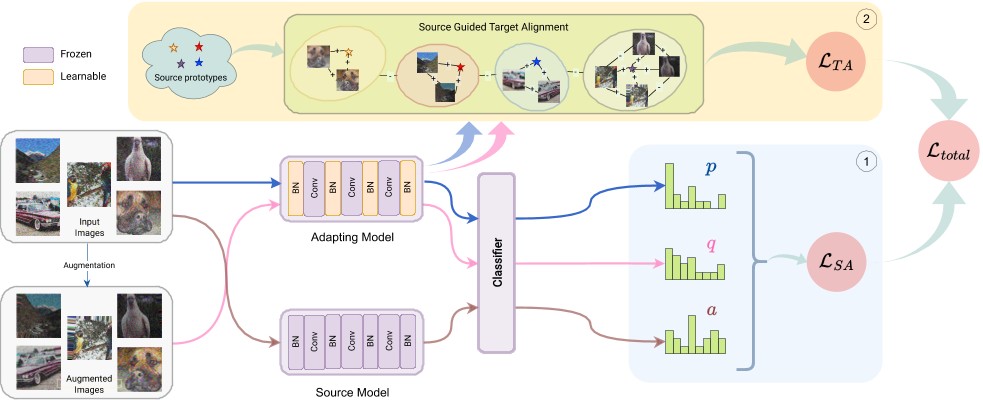 2
Source Guided Target Alignment
Frozen
Learnable
Source prototypes
+
+
+
-
+
+
-
+
+
-
+
+
+
+
ℒ_TA
ℒ_total
1
Input
Images
BN
Conv
BN
Conv
BN
Conv
BN
Adapting Model
Classifier
p
q
a
ℒ_SA
Augmentation
Augmented
Images
BN
Conv
BN
Conv
BN
Conv
BN
Source Model